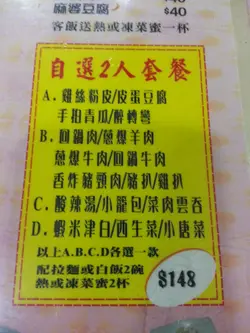 麻婆豆腐
$40
客飯送熱或凍菜蜜一杯
自選2人套餐
A. 雞絲粉皮/皮蛋豆腐
手拍青瓜/醉轉彎
B. 回鍋肉/蔥爆羊肉
蔥爆牛肉/回鍋牛肉
香炸豬頸肉/豬扒/雞扒
C. 酸辣湯/小龍包/菜肉雲吞
D. 蝦米津白/西生菜/小唐菜
以上A.B.C.D各選一款
配拉麵或白飯2碗
熱或凍菜蜜2杯
$148